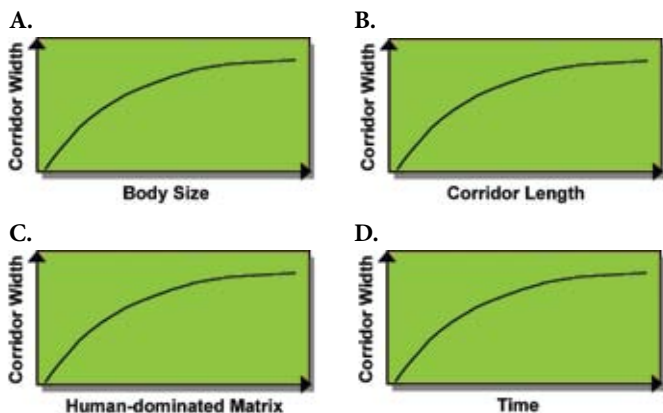 A.
B.
Corridor Width
Corridor Width
Body Size
Corridor Length
C.
D.
Corridor Width
Corridor Width
Human-dominated Matrix
Time